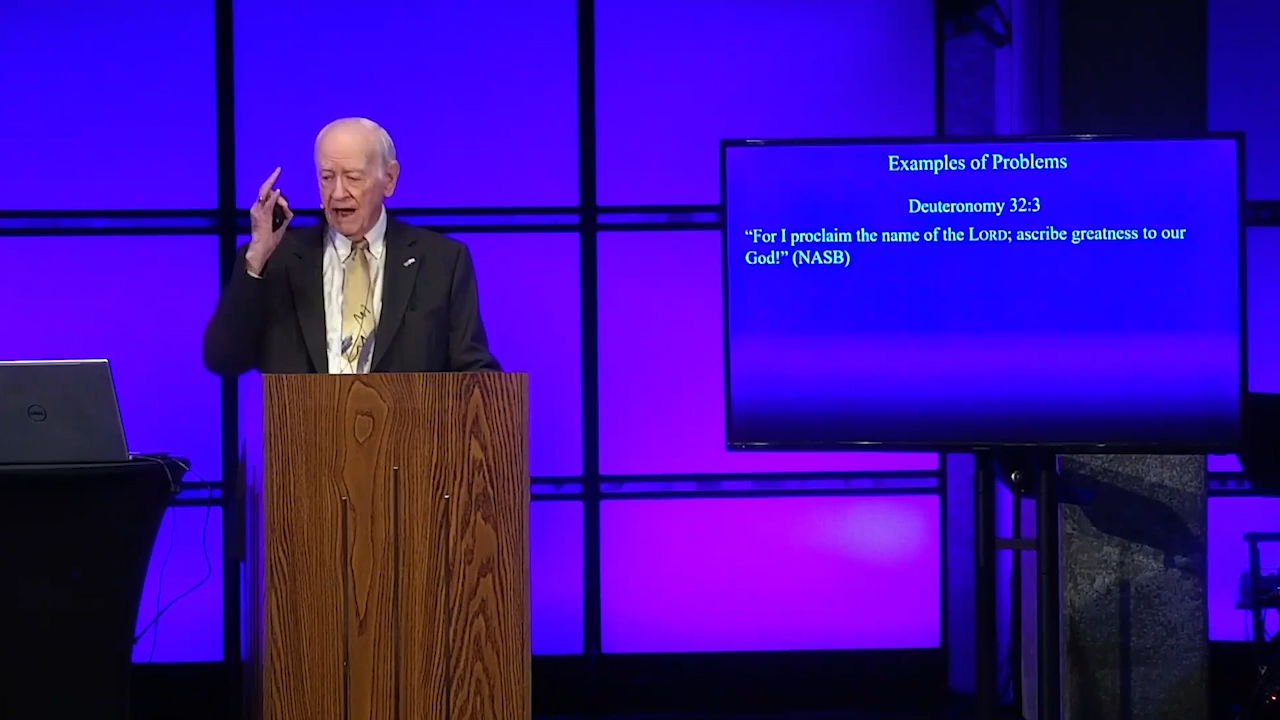 Examples of Problems
Deuteronomy 32:3
“For I proclaim the name of the LORD; ascribe greatness to our
God!” (NASB)
DELL